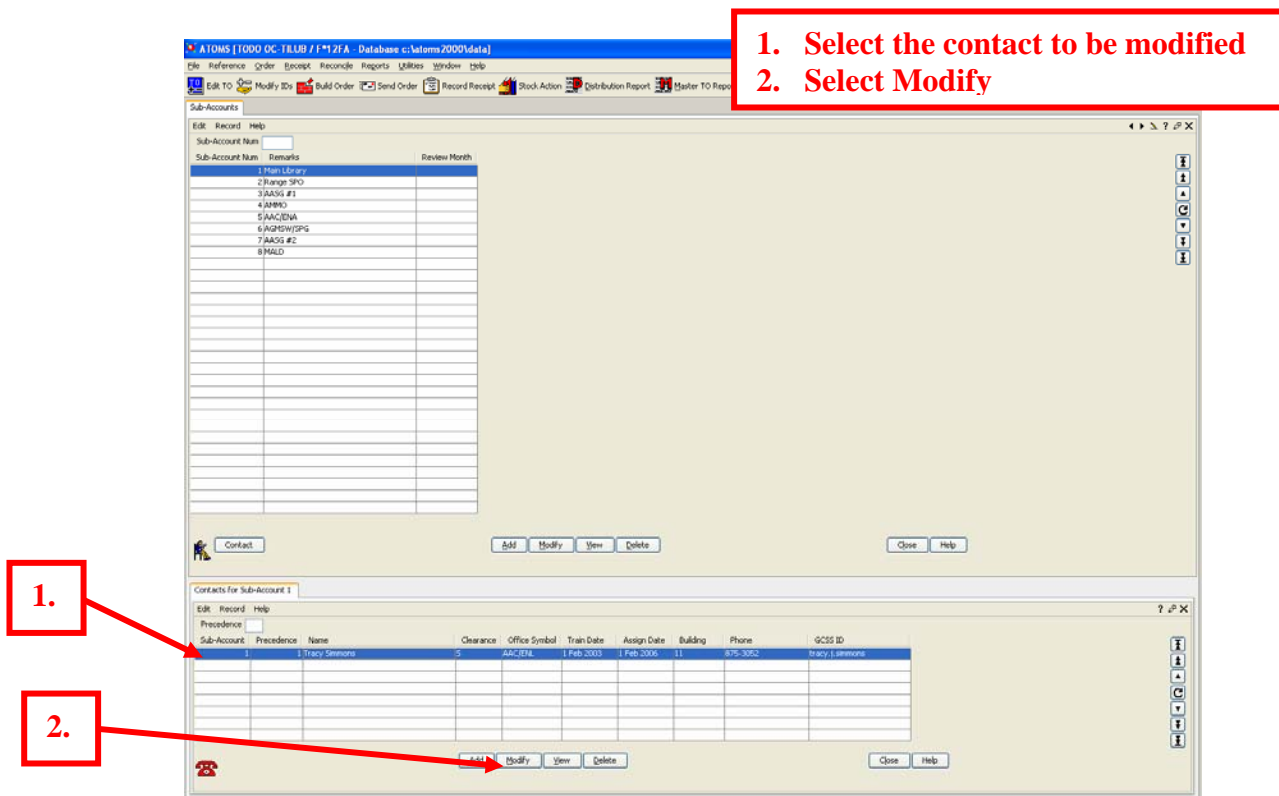 1. Select the contact to be modified
2. Select Modify
ATOMS [TODO OC-TILUB / F*12FA - Database c:\atoms2000\data]
File Reference Order Receipt Reconcile Reports Utilities Window Help
Edit TO Modify IDs Build Order Send Order Record Receipt Stock Action Distribution Report Master TO Repo
Sub-Accounts
Edit Record Help ?
Sub-Account Num
Sub-Account Num Remarks Review Month
1 Main Library
2 Range SPO
3 AASG #1
4 AMMO
5 AAC/ENA
6 AGMSW/SPG
7 AASG #2
8 MALD
Contact Add Modify View Delete Close Help
1.
Contacts for Sub-Account 1
Edit Record Help ?
Precedence
Sub-Account Precedence Name Clearance Office Symbol Train Date Assign Date Building Phone GCSS ID
1 1 Tracy Simmons S AAC/ENL 1 Feb 2003 1 Feb 2006 11 875-3052 tracy.j.simmons
2.
Add Modify View Delete Close Help